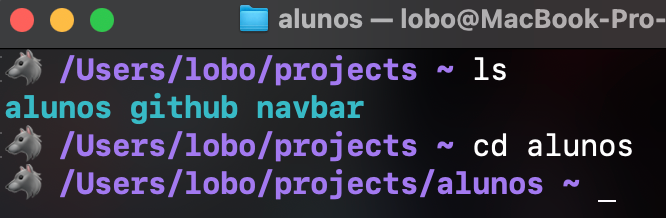 alunos — lobo@MacBook-Pro-
/Users/lobo/projects ~ ls
alunos github navbar
/Users/lobo/projects ~ cd alunos
/Users/lobo/projects/alunos ~ _